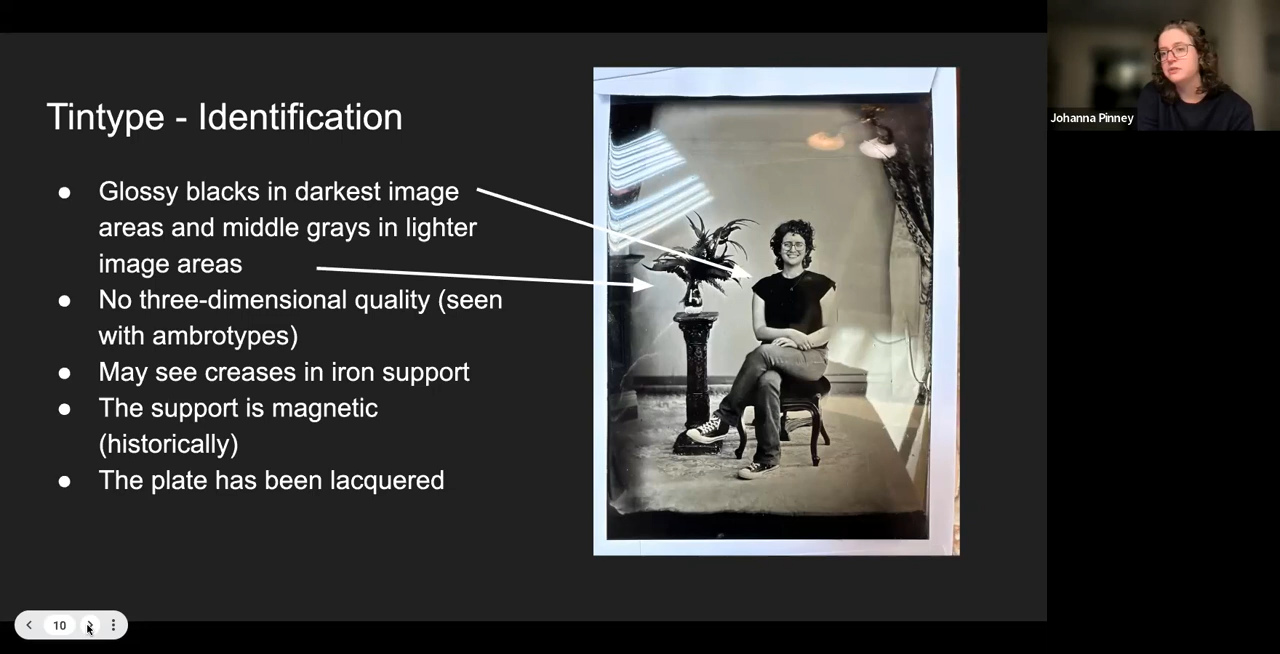 Tintype - Identification
● Glossy blacks in darkest image
areas and middle grays in lighter
image areas
● No three-dimensional quality (seen
with ambrotypes)
● May see creases in iron support
● The support is magnetic
(historically)
● The plate has been lacquered
Johanna Pinney
10